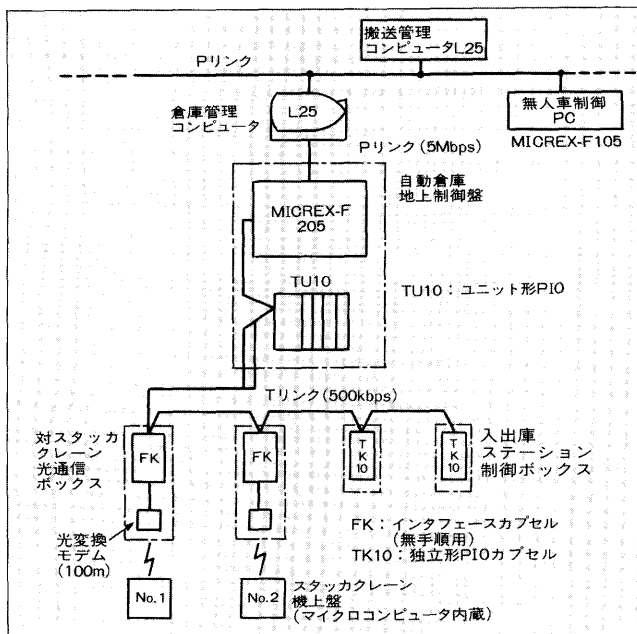 搬送管理
コンピュータL25
Pリンク
L25
倉庫管理
コンピュータ
無人車制御
PC
MICREX-F105
Pリンク(5Mbps)
自動倉庫
地上制御盤
MICREX-F
205
TU10
TU10:ユニット形PIO
Tリンク(500kbps)
対スタッカ
クレーン
光通信
ボックス
FK
FK
TK10
TK10
入出庫
ステーション
制御ボックス
光変換
モデム
(100m)
FK:インタフェースカプセル
(無手順用)
TK10:独立形PIOカプセル
No.1
No.2
スタッカクレーン
機上盤
(マイクロコンピュータ内蔵)